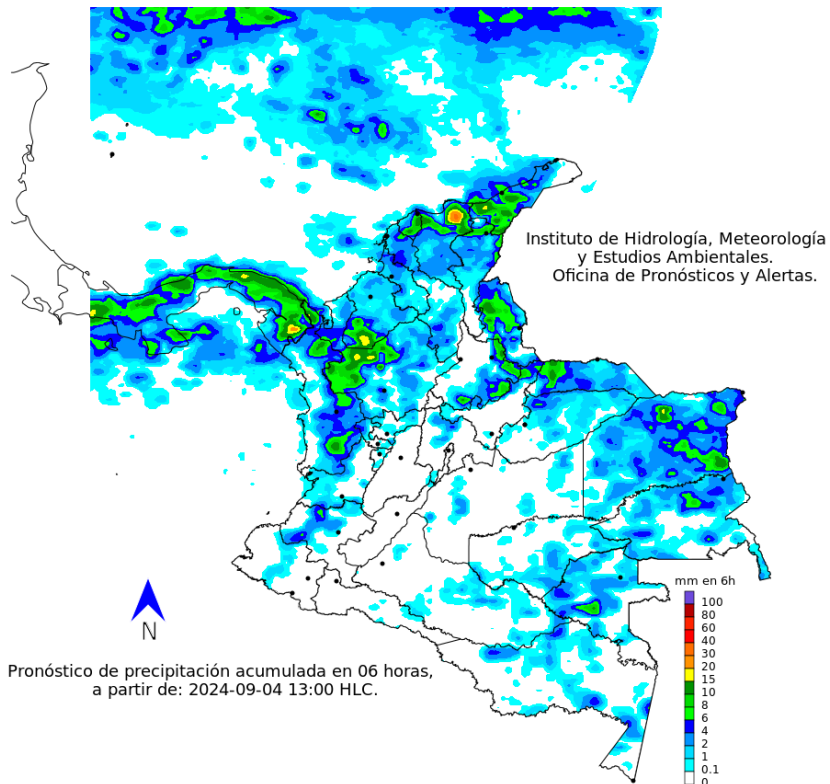 Instituto de Hidrología, Meteorología
y Estudios Ambientales.
Oficina de Pronósticos y Alertas.
mm en 6h
100
80
60
40
30
20
15
10
8
6
4
2
1
0.1
0
N
Pronóstico de precipitación acumulada en 06 horas,
a partir de: 2024-09-04 13:00 HLC.